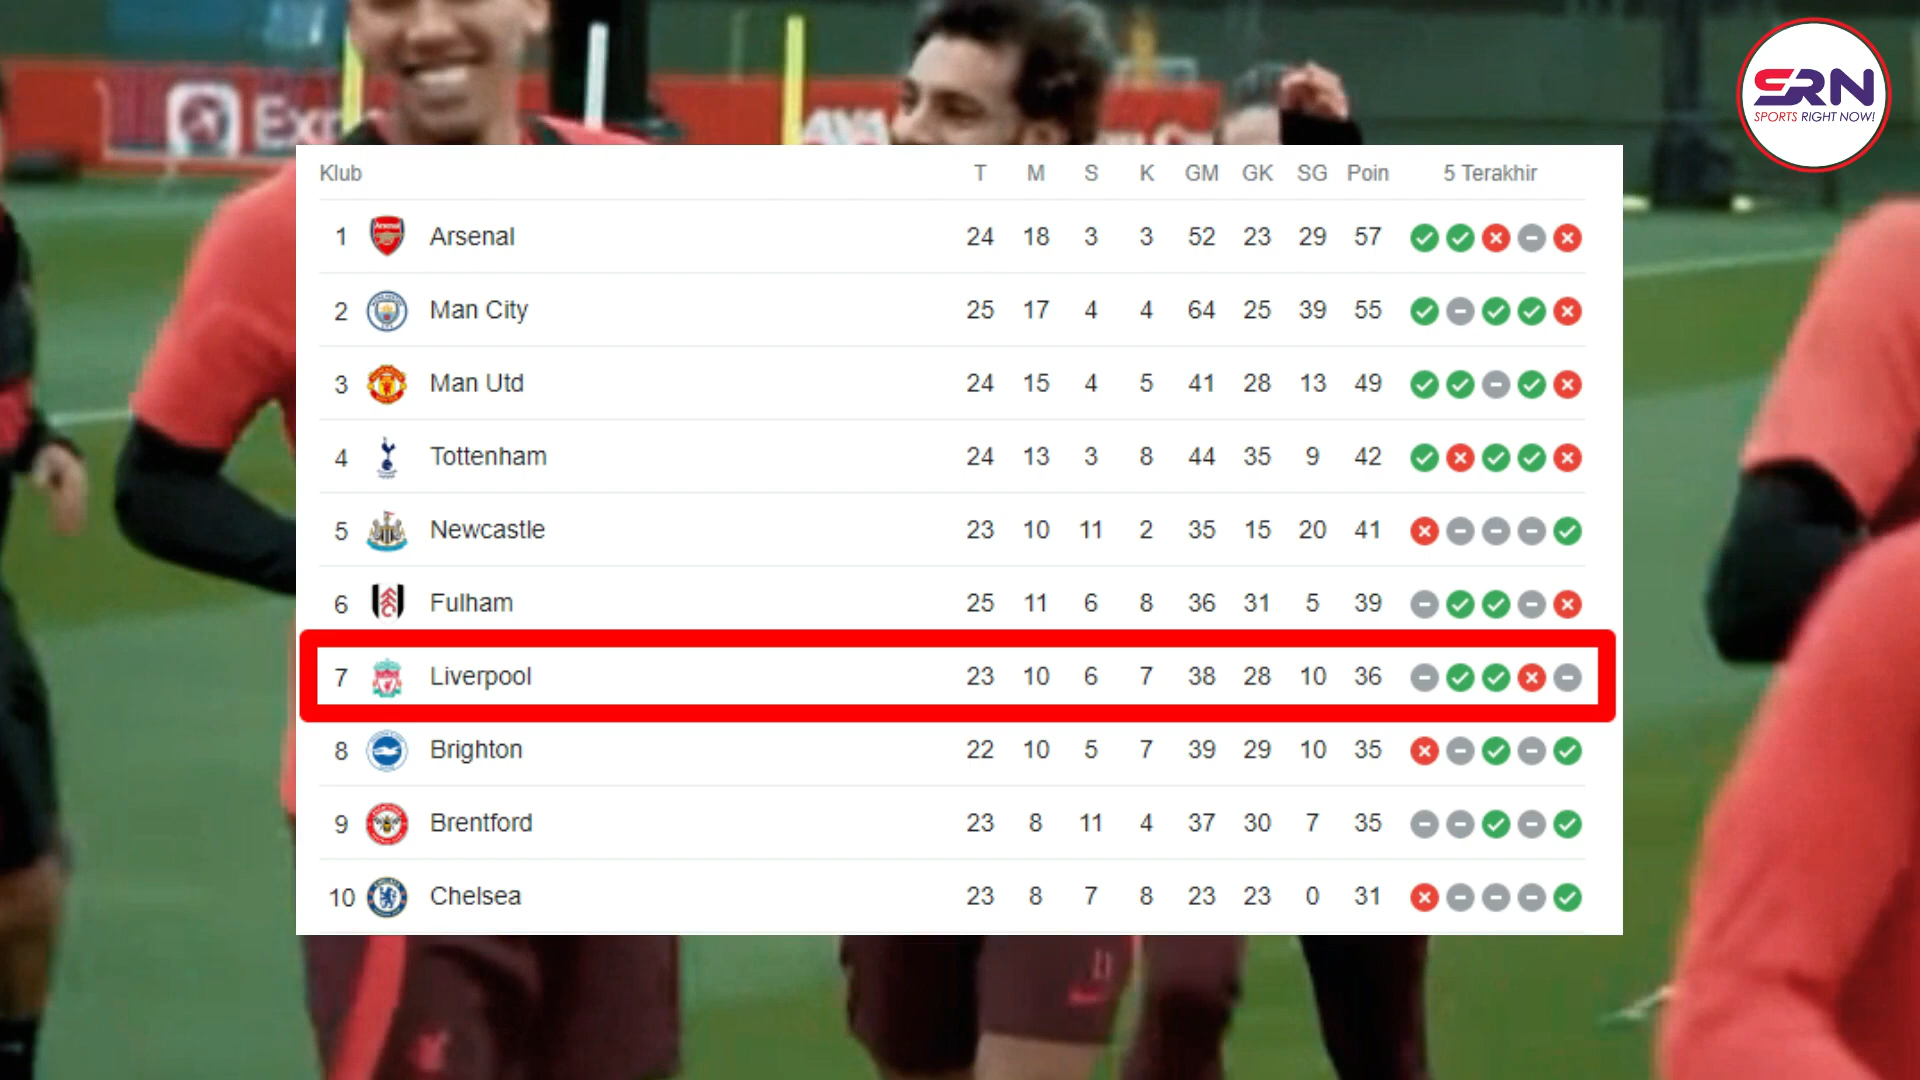 SRN
SPORTS RIGHT NOW!
Klub T M S K GM GK SG Poin 5 Terakhir
1 Arsenal 24 18 3 3 52 23 29 57
2 Man City 25 17 4 4 64 25 39 55
3 Man Utd 24 15 4 5 41 28 13 49
4 Tottenham 24 13 3 8 44 35 9 42
5 Newcastle 23 10 11 2 35 15 20 41
6 Fulham 25 11 6 8 36 31 5 39
7 Liverpool 23 10 6 7 38 28 10 36
8 Brighton 22 10 5 7 39 29 10 35
9 Brentford 23 8 11 4 37 30 7 35
10 Chelsea 23 8 7 8 23 23 0 31